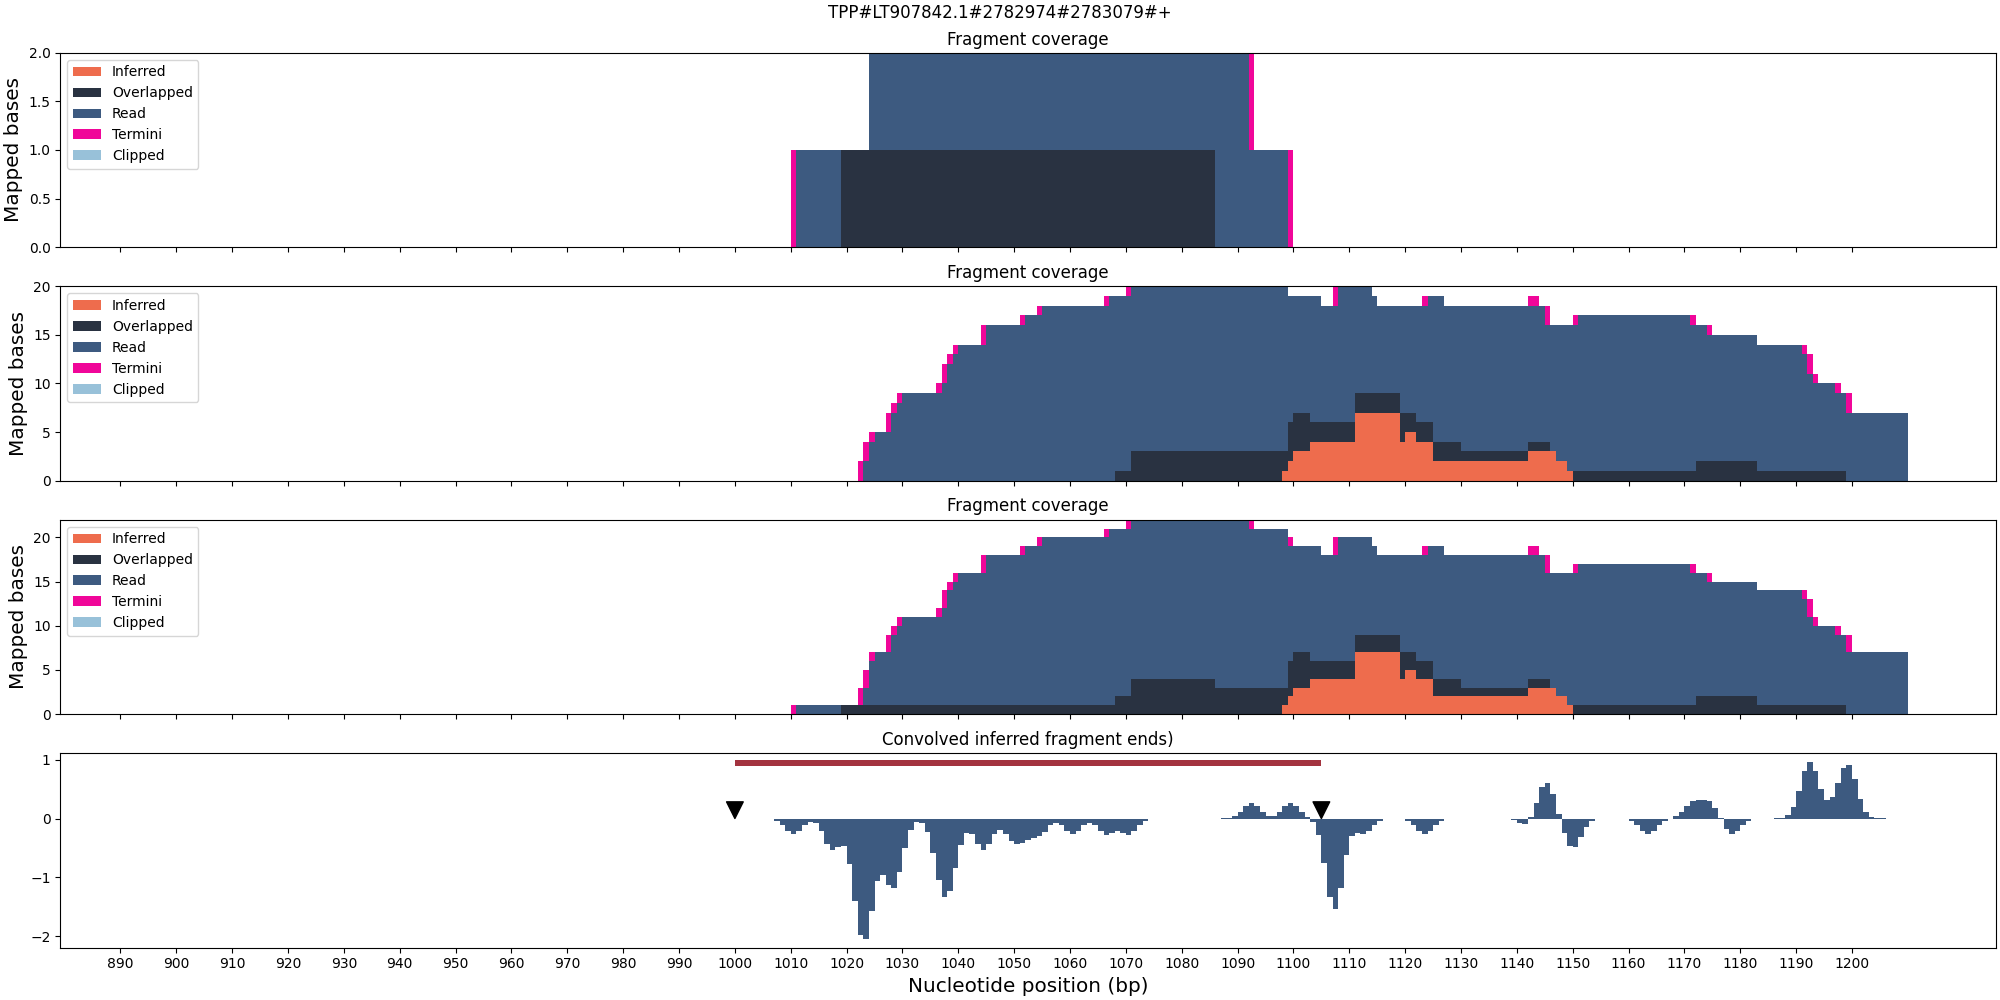 TPP#LT907842.1#2782974#2783079#+
Fragment coverage
Mapped bases
2.0
1.5
1.0
0.5
0.0
Inferred
Overlapped
Read
Termini
Clipped
Fragment coverage
Mapped bases
20
15
10
5
0
Inferred
Overlapped
Read
Termini
Clipped
Fragment coverage
Mapped bases
20
15
10
5
0
Inferred
Overlapped
Read
Termini
Clipped
Convolved inferred fragment ends)
1
0
−1
−2
890 900 910 920 930 940 950 960 970 980 990 1000 1010 1020 1030 1040 1050 1060 1070 1080 1090 1100 1110 1120 1130 1140 1150 1160 1170 1180 1190 1200
Nucleotide position (bp)